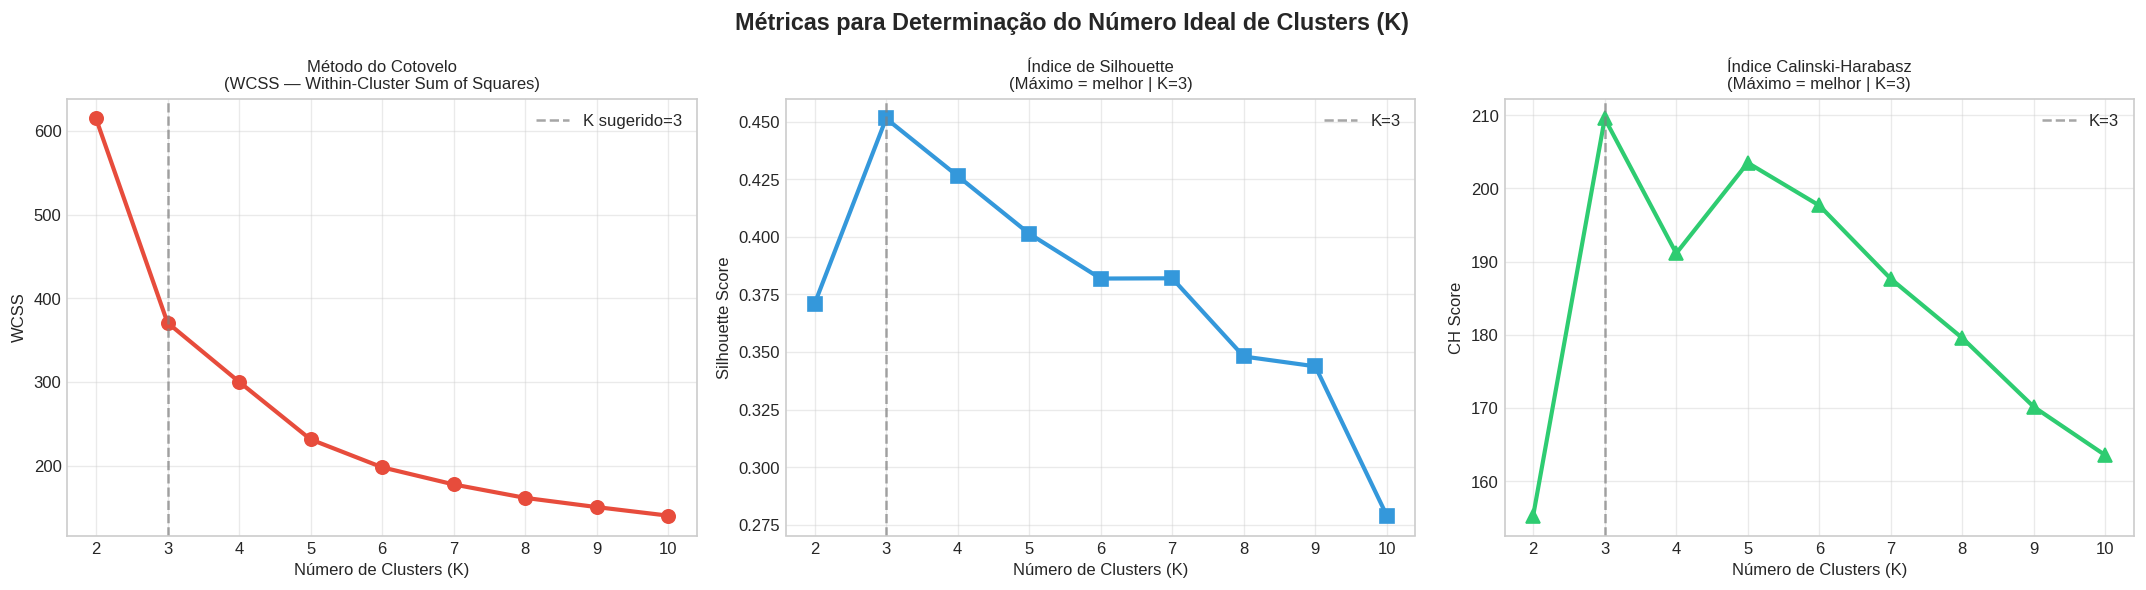 Métricas para Determinação do Número Ideal de Clusters (K)
Método do Cotovelo
(WCSS — Within-Cluster Sum of Squares)
K sugerido=3
WCSS
600
500
400
300
200
2 3 4 5 6 7 8 9 10
Número de Clusters (K)
Índice de Silhouette
(Máximo = melhor | K=3)
K=3
Silhouette Score
0.450
0.425
0.400
0.375
0.350
0.325
0.300
0.275
2 3 4 5 6 7 8 9 10
Número de Clusters (K)
Índice Calinski-Harabasz
(Máximo = melhor | K=3)
K=3
CH Score
210
200
190
180
170
160
2 3 4 5 6 7 8 9 10
Número de Clusters (K)